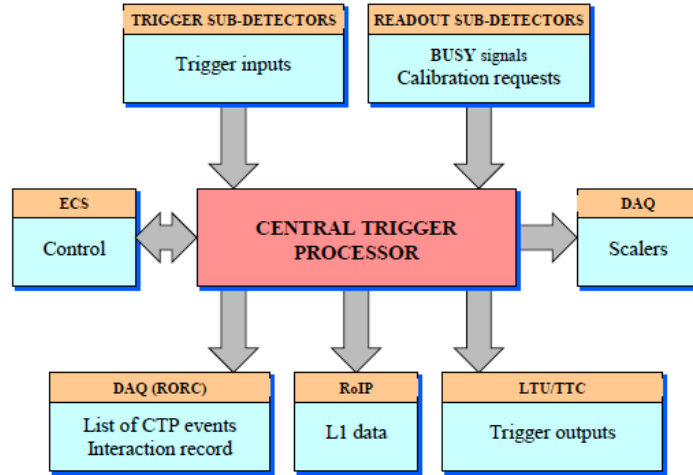 TRIGGER SUB-DETECTORS
Trigger inputs
READOUT SUB-DETECTORS
BUSY signals
Calibration requests
ECS
Control
CENTRAL TRIGGER
PROCESSOR
DAQ
Scalers
DAQ (RORC)
List of CTP events
Interaction record
RoIP
L1 data
LTU/TTC
Trigger outputs